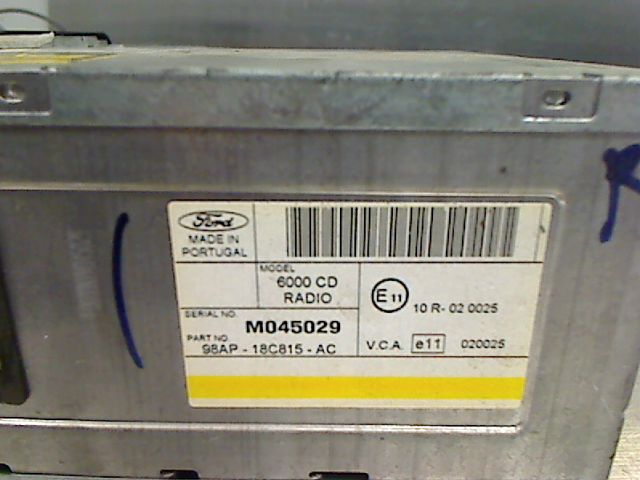 Ford
MADE IN
PORTUGAL
MODEL
6000 CD
RADIO
SERIAL NO.
M045029
PART NO.
98AP - 18C815 - AC
E 11
10 R - 02 0025
V.C.A. e11 020025
R